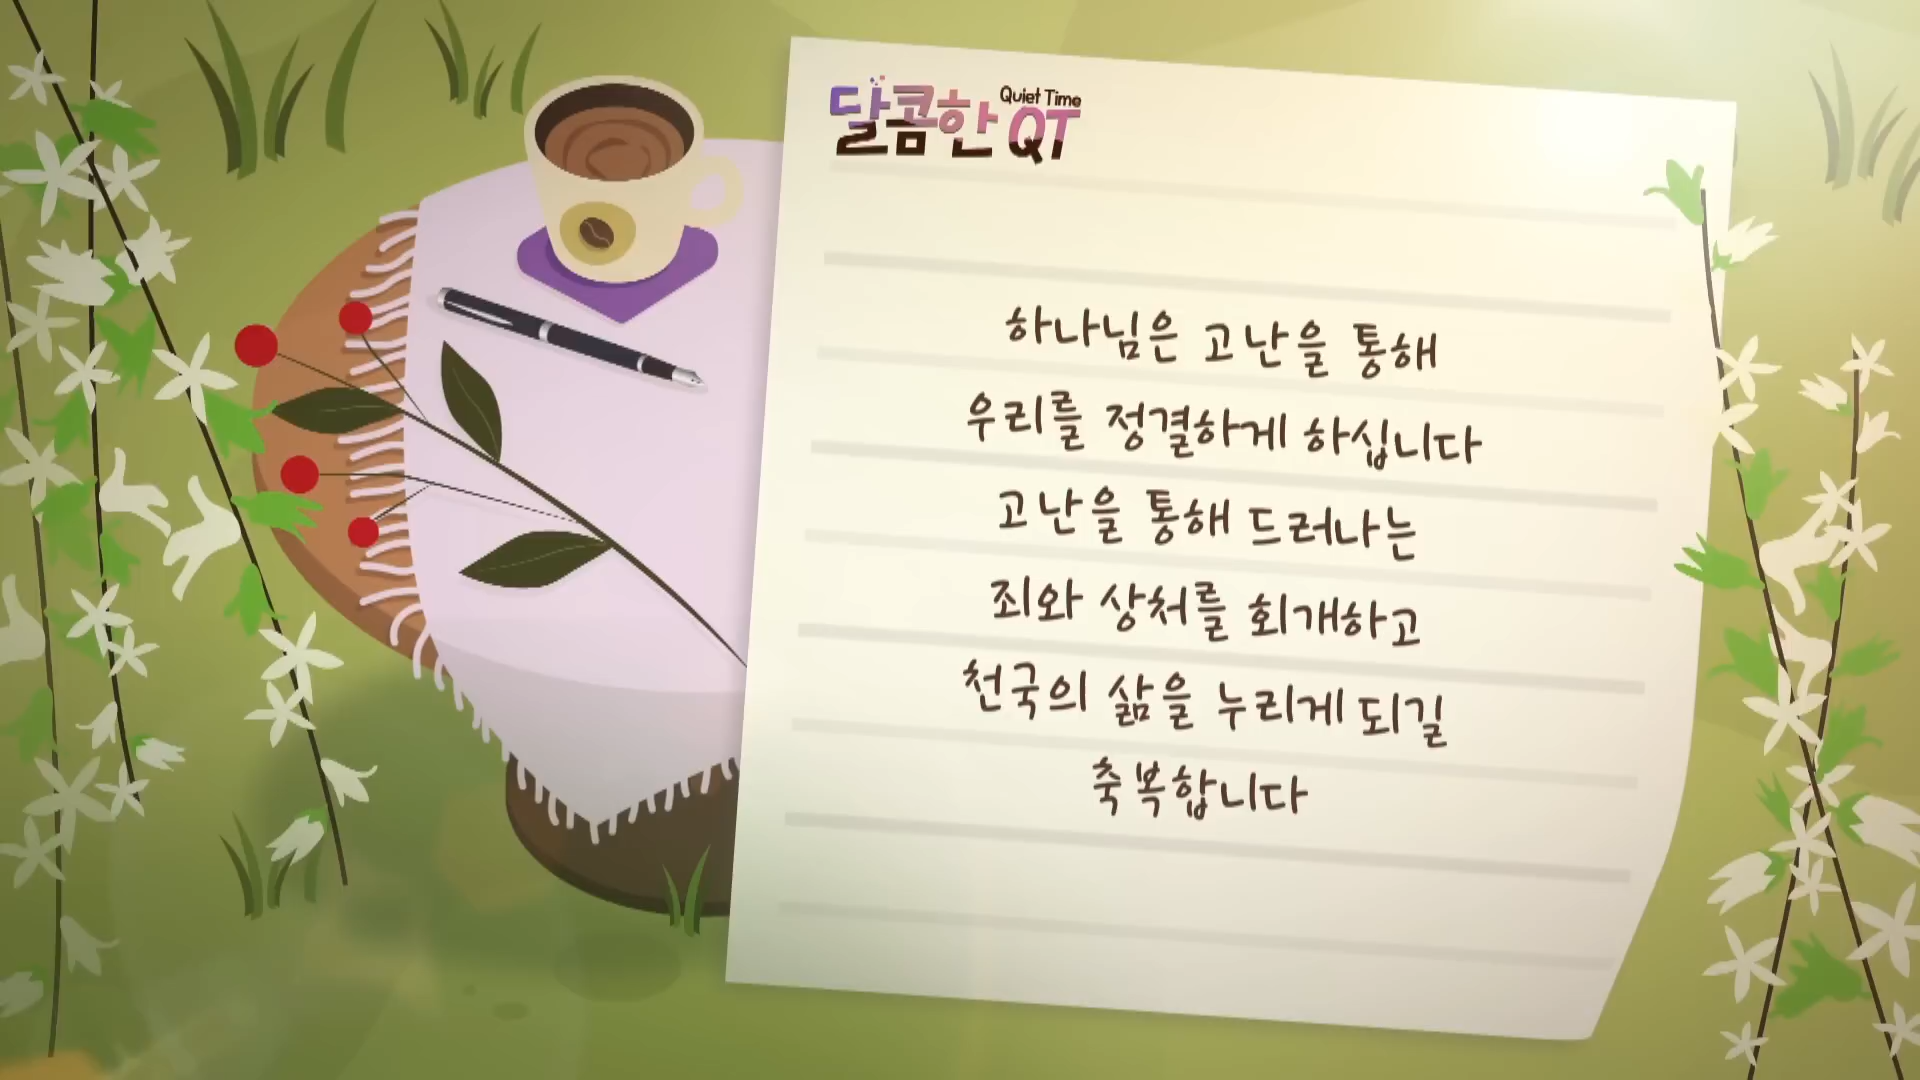 달콤한 QT
Quiet Time
하나님은 고난을 통해
우리를 정결하게 하십니다
고난을 통해 드러나는
죄와 상처를 회개하고
천국의 삶을 누리게 되길
축복합니다